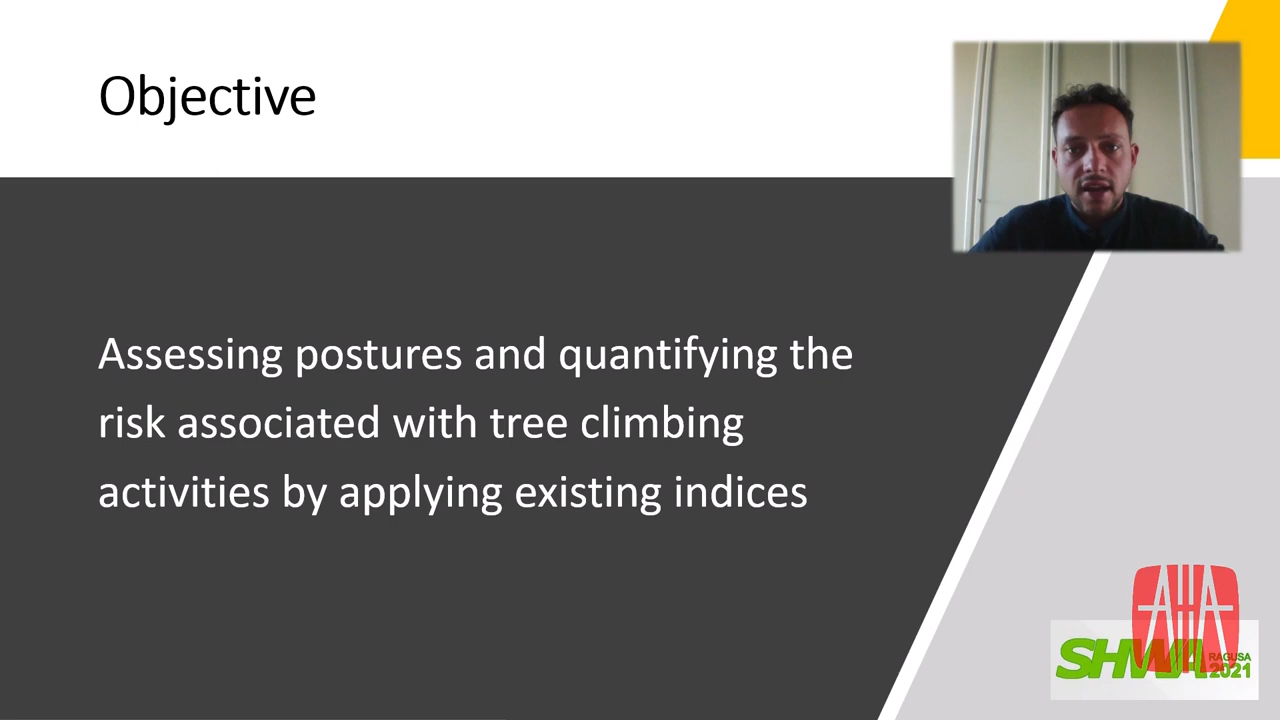 Objective
Assessing postures and quantifying the
risk associated with tree climbing
activities by applying existing indices
AHA
SHWA
RAGUSA
2021